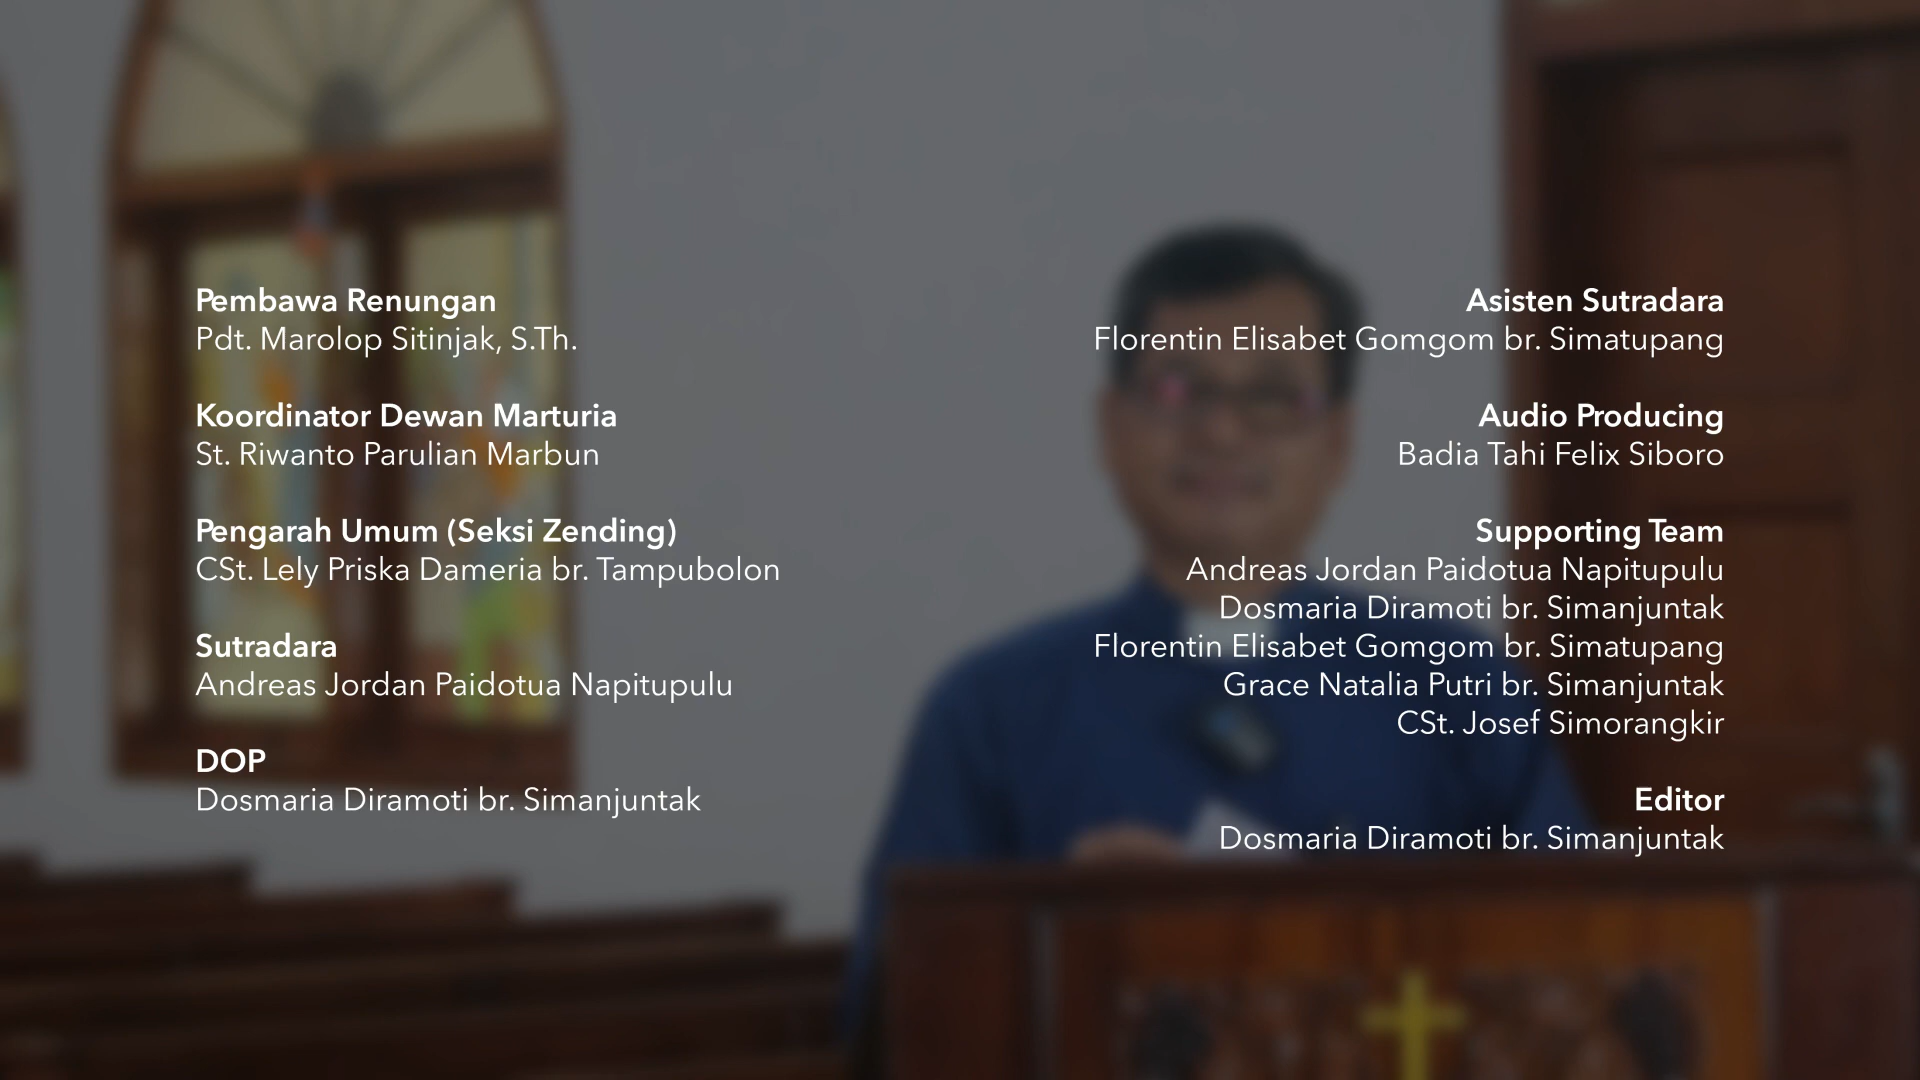 Pembawa Renungan
Pdt. Marolop Sitinjak, S.Th.
Koordinator Dewan Marturia
St. Riwanto Parulian Marbun
Pengarah Umum (Seksi Zending)
CSt. Lely Priska Dameria br. Tampubolon
Sutradara
Andreas Jordan Paidotua Napitupulu
DOP
Dosmaria Diramoti br. Simanjuntak
Asisten Sutradara
Florentin Elisabet Gomgom br. Simatupang
Audio Producing
Badia Tahi Felix Siboro
Supporting Team
Andreas Jordan Paidotua Napitupulu
Dosmaria Diramoti br. Simanjuntak
Florentin Elisabet Gomgom br. Simatupang
Grace Natalia Putri br. Simanjuntak
CSt. Josef Simorangkir
Editor
Dosmaria Diramoti br. Simanjuntak